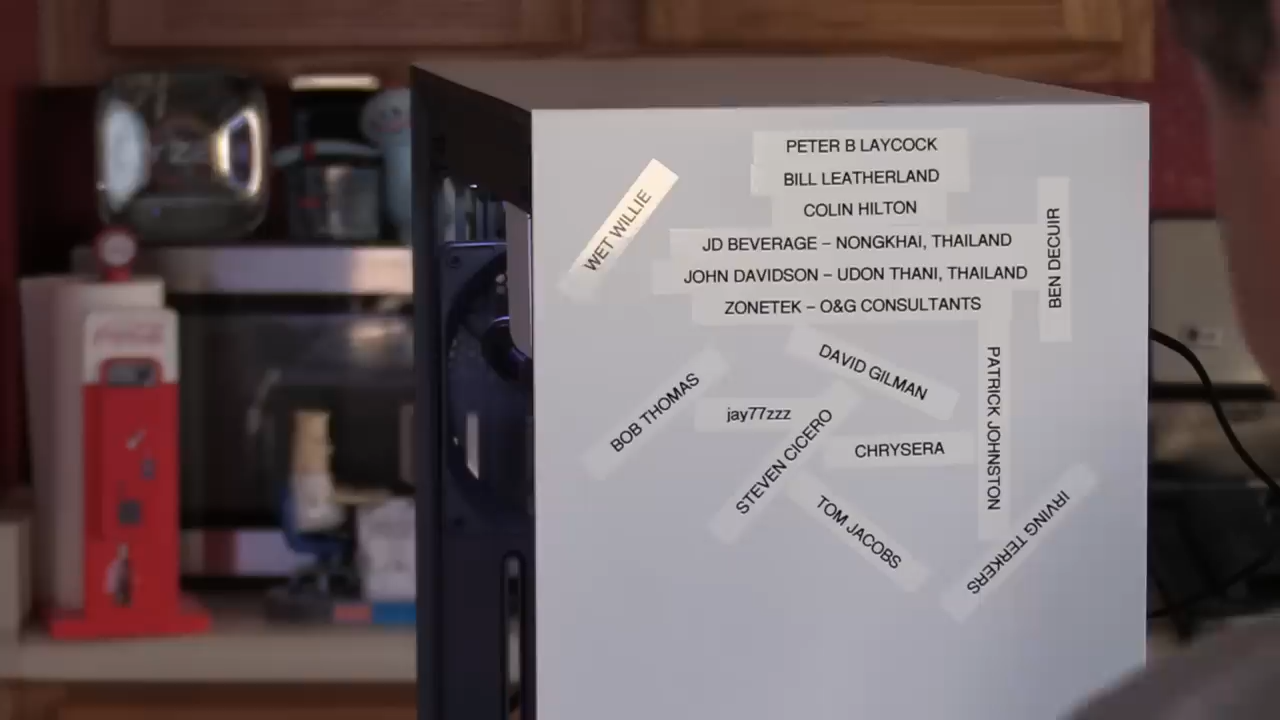 PETER B LAYCOCK
BILL LEATHERLAND
COLIN HILTON
WET WILLIE
JD BEVERAGE – NONGKHAI, THAILAND
BEN DECUIR
JOHN DAVIDSON – UDON THANI, THAILAND
ZONETEK – O&G CONSULTANTS
DAVID GILMAN
PATRICK JOHNSTON
BOB THOMAS
jay77zzz
STEVEN CICERO
CHRYSERA
TOM JACOBS
IRVING TERKERS